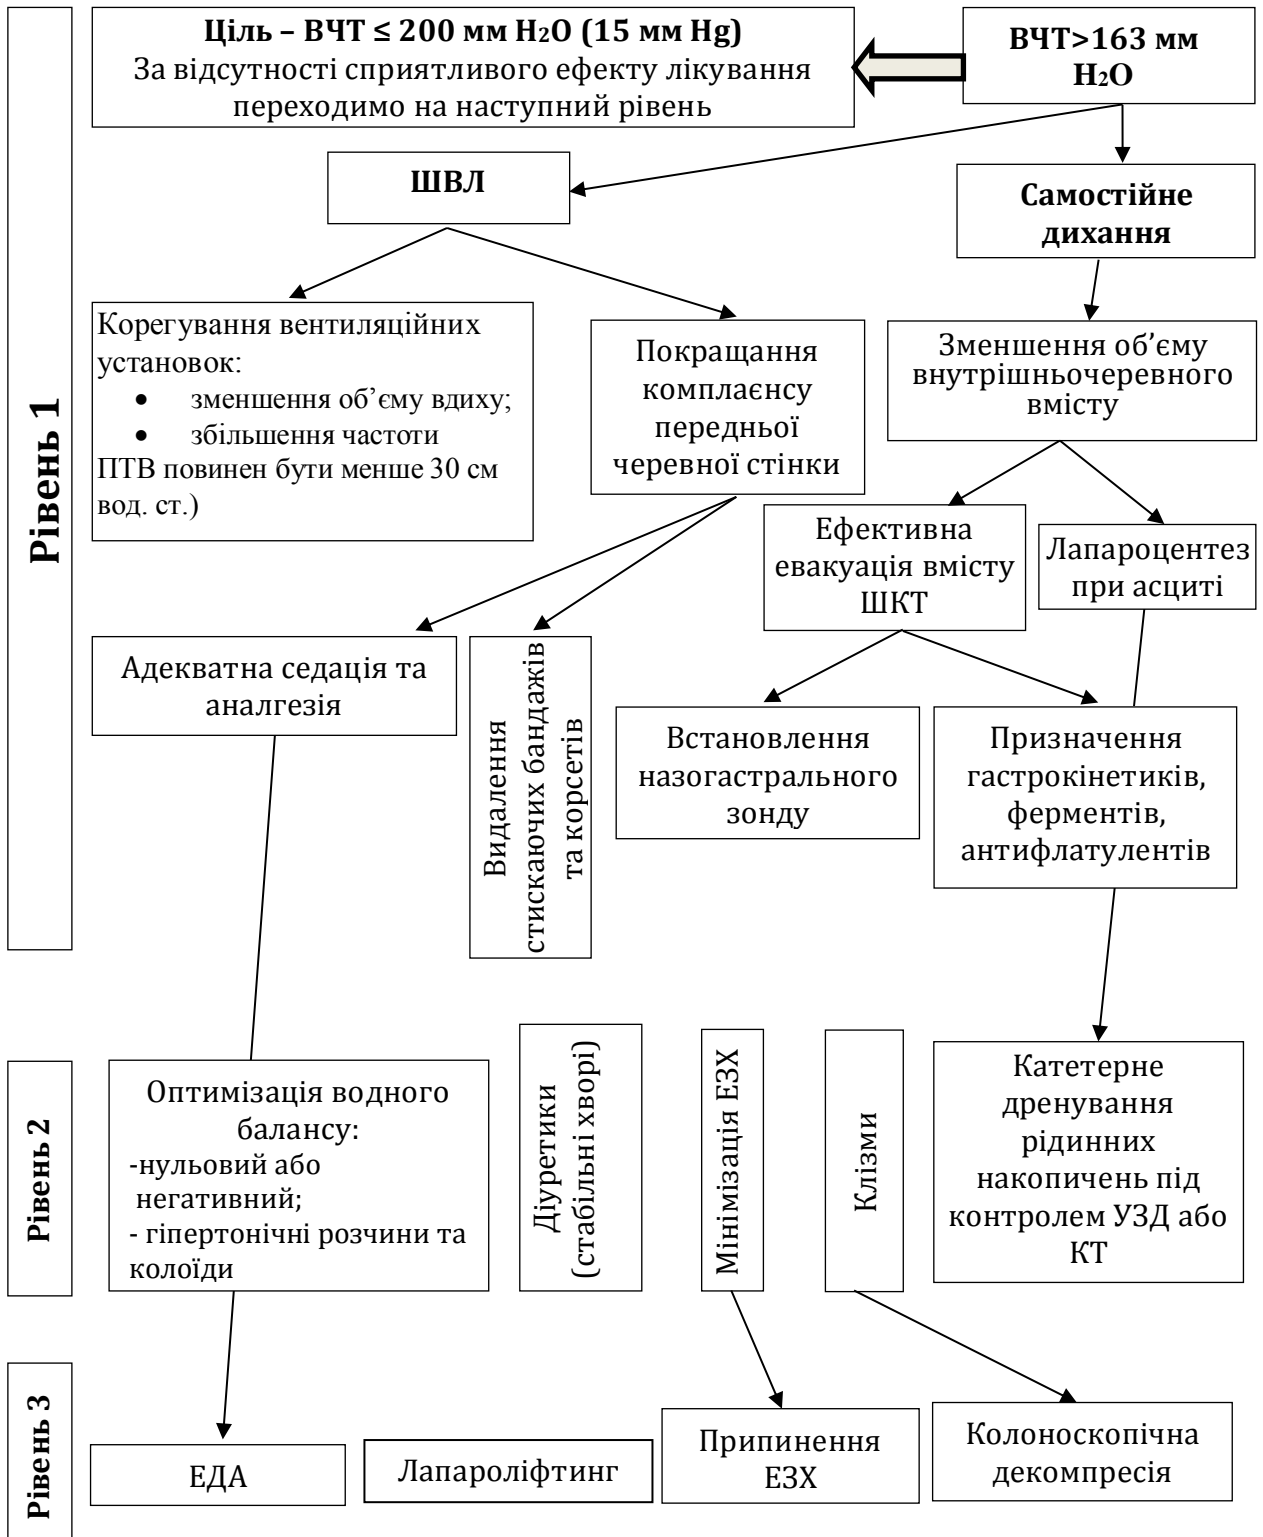 Ціль – ВЧТ ≤ 200 мм H₂O (15 мм Hg)
За відсутності сприятливого ефекту лікування
переходимо на наступний рівень
ВЧТ>163 мм
H₂O
Рівень 1
ШВЛ
Самостійне
дихання
Корегування вентиляційних
установок:
• зменшення об’єму вдиху;
• збільшення частоти
ПТВ повинен бути менше 30 см
вод. ст.)
Покращання
комплаєнсу
передньої
черевної стінки
Зменшення об’єму
внутрішньочеревного
вмісту
Ефективна
евакуація вмісту
ШКТ
Лапароцентез
при асциті
Адекватна седація та
аналгезія
Видалення
стискаючих бандажів
та корсетів
Встановлення
назогастрального
зонду
Призначення
гастрокінетиків,
ферментів,
антифлатулентів
Рівень 2
Оптимізація водного
балансу:
-нульовий або
негативний;
- гіпертонічні розчини та
колоїди
Діуретики
(стабільні хворі)
Мінімізація ЕЗХ
Клізми
Катетерне
дренування
рідинних
накопичень під
контролем УЗД або
КТ
Рівень 3
ЕДА
Лапароліфтинг
Припинення
ЕЗХ
Колоноскопічна
декомпресія